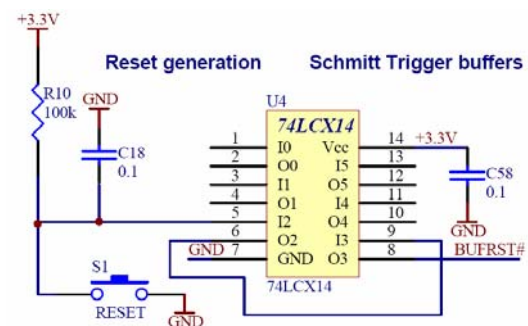 +3.3V
Reset generation
Schmitt Trigger buffers
R10
100k
GND
C18
0.1
U4
74LCX14
1 I0 Vcc 14 +3.3V
2 O0 I5 13
3 I1 O5 12
4 O1 I4 11
5 I2 O4 10
6 O2 I3 9
GND 7 GND O3 8 BUFRST#
74LCX14
C58
0.1
GND
S1
RESET
GND